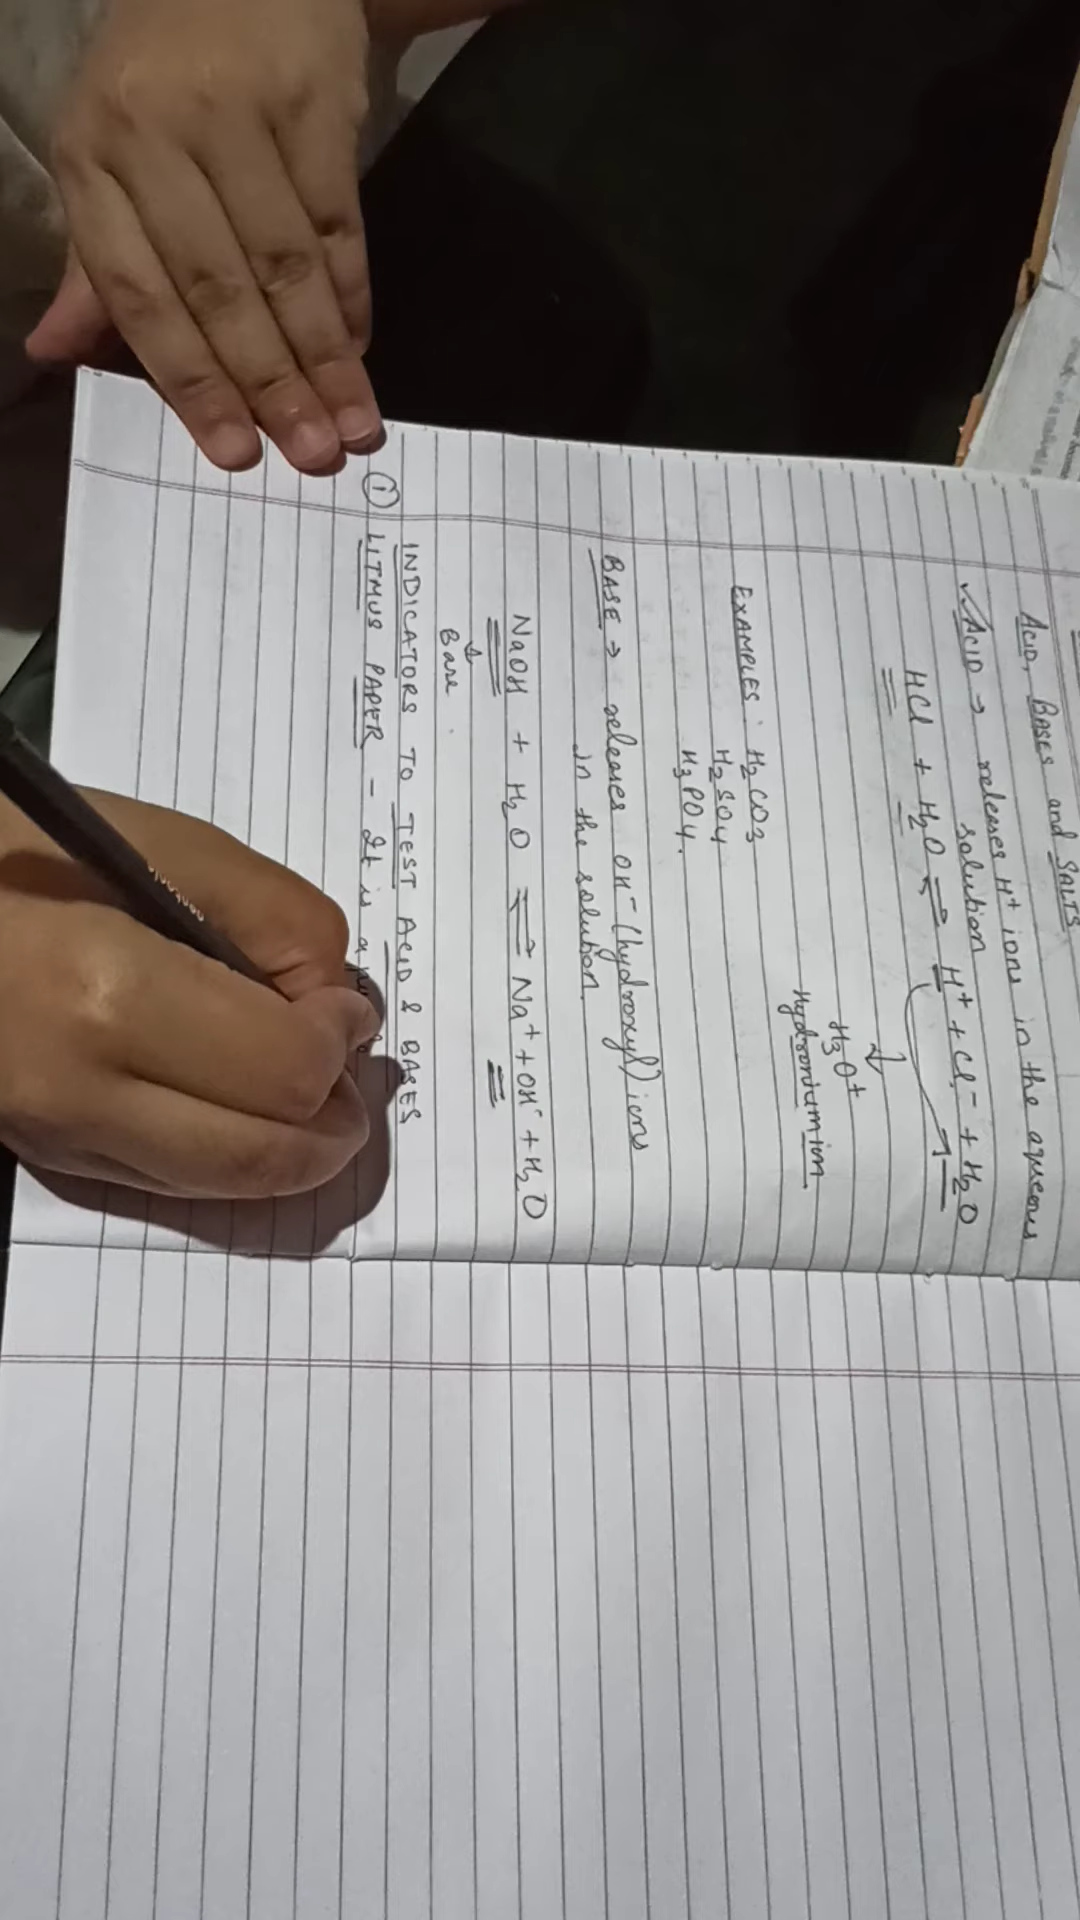 ACID, BASES and SALTS
ACID → releases H⁺ ions in the aqueous
solution
HCl + H₂O ⇌ H⁺ + Cl⁻ + H₂O
H₃O⁺
Hydronium ion.
EXAMPLES : H₂CO₃
H₂SO₄
H₃PO₄.
BASE → releases OH⁻ (hydroxyl) ions
in the solution.
NaOH + H₂O ⇌ Na⁺ + OH⁻ + H₂O
Base.
INDICATORS TO TEST ACID & BASES
① LITMUS PAPER - It is a